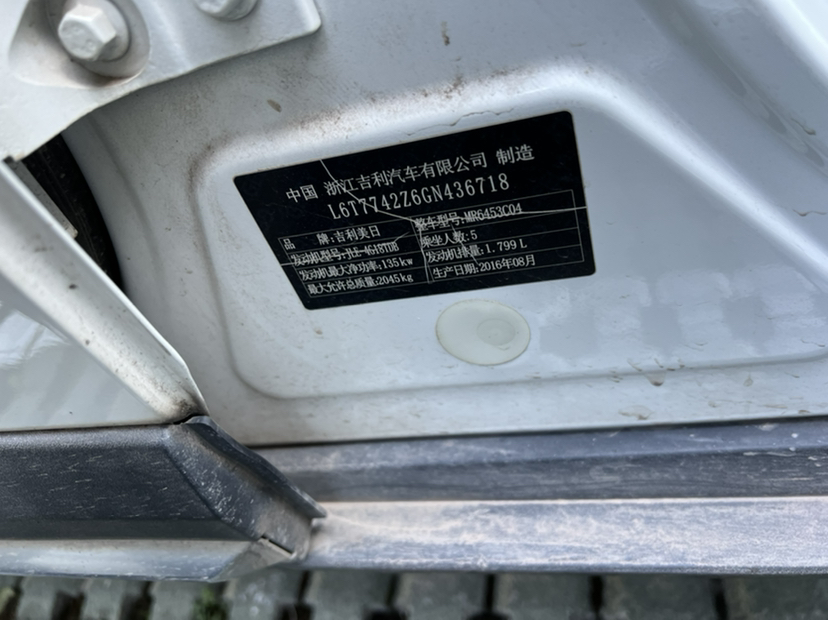 中国 浙江吉利汽车有限公司 制造
L6T7742Z6GN436718
品 牌:吉利美日 整车型号:MR6453C04
发动机型号:JLE-4G18TDB 乘坐人数:5
发动机最大净功率:135kw 发动机排量:1.799L
最大允许总质量:2045kg 生产日期:2016年08月